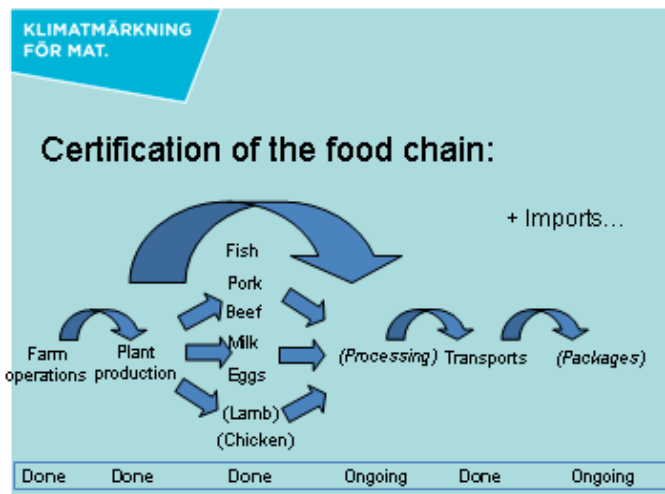 KLIMATMÄRKNING
FÖR MAT.
Certification of the food chain:
+ Imports...
Fish
Pork
Beef
Milk
Eggs
(Lamb)
(Chicken)
Farm
operations
Plant
production
(Processing)
Transports
(Packages)
Done Done Done Ongoing Done Ongoing